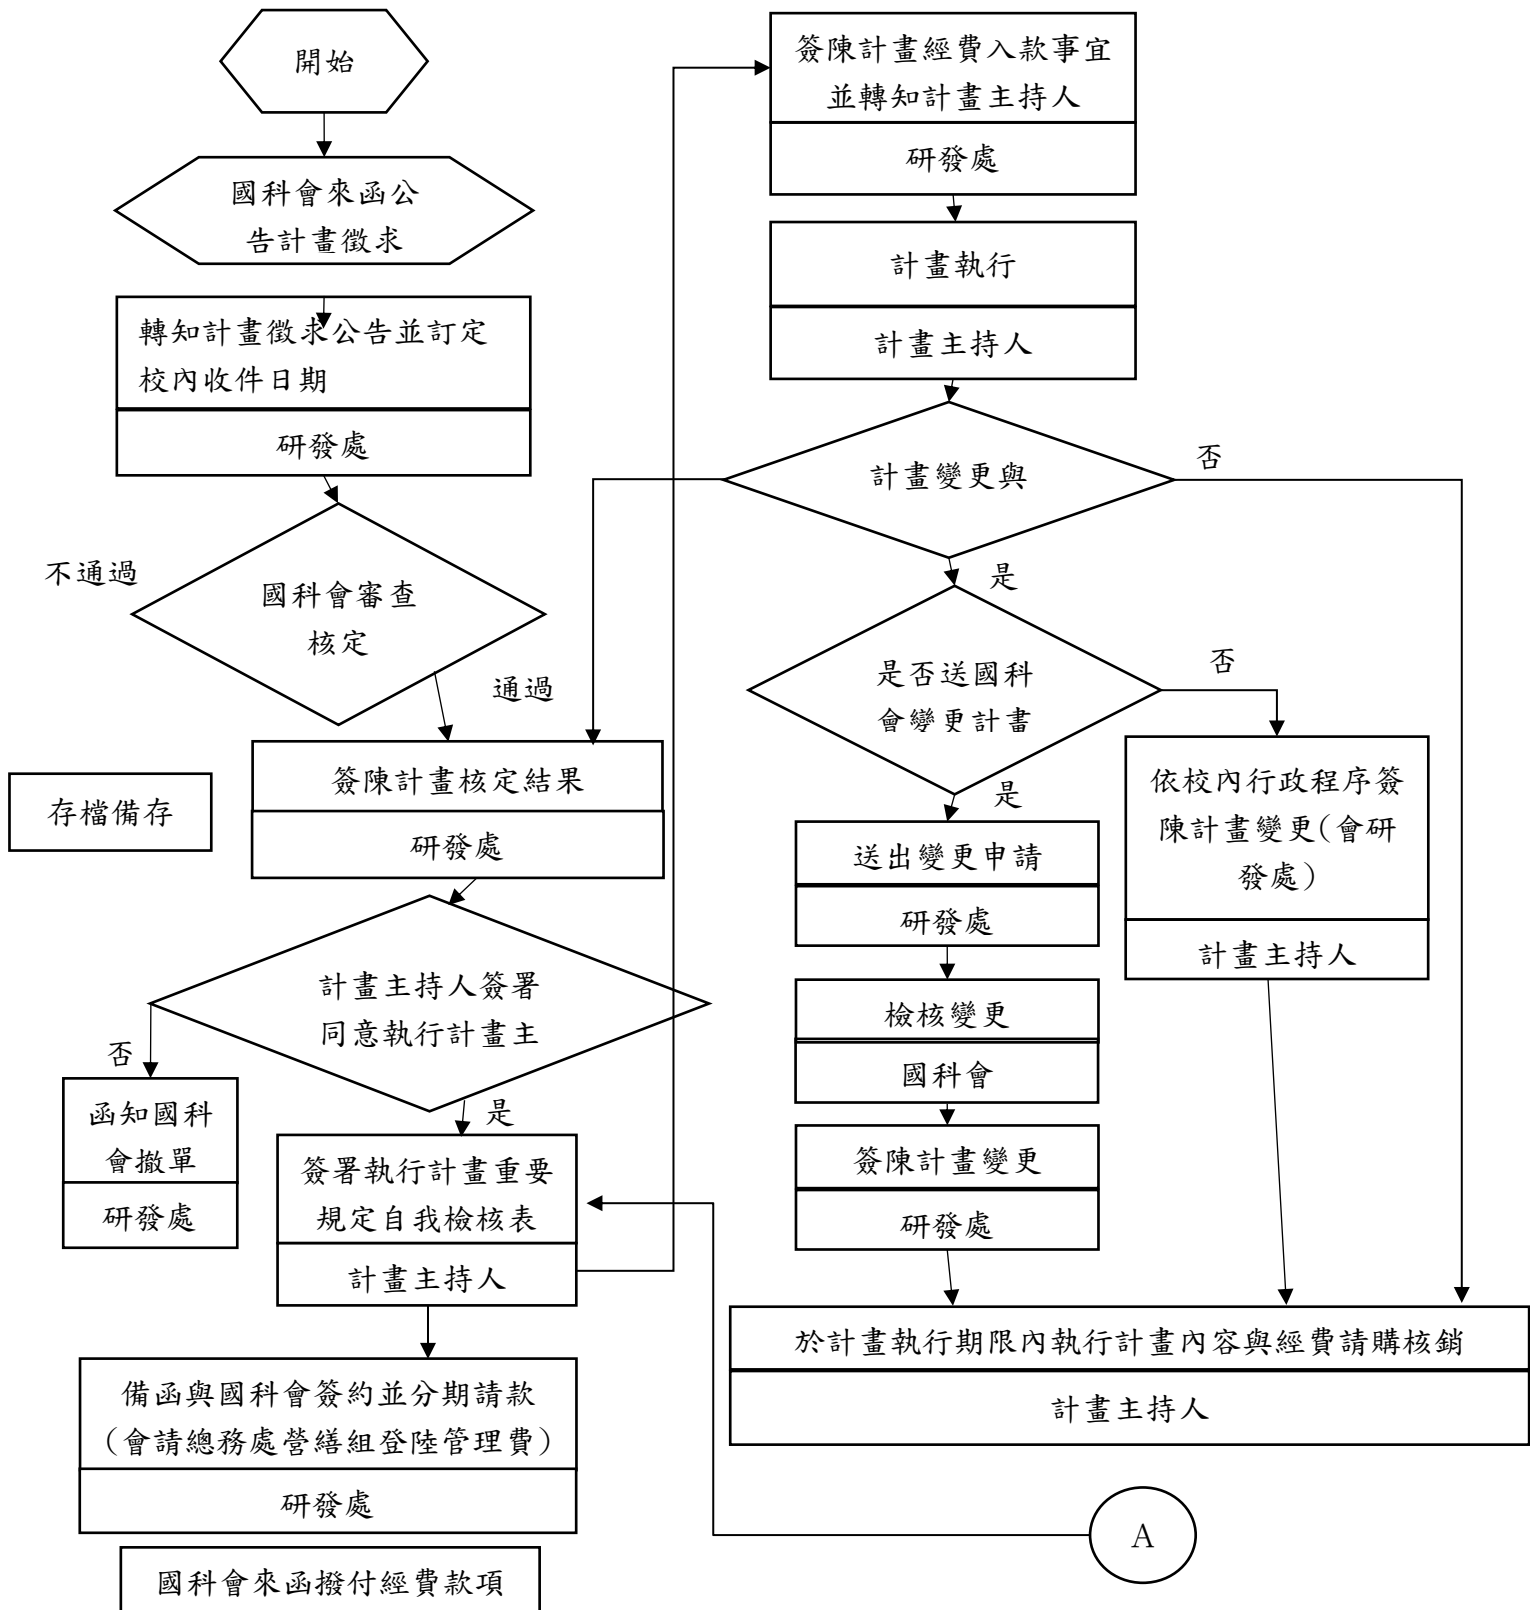 開始
國科會來函公
告計畫徵求
轉知計畫徵求公告並訂定
校內收件日期
研發處
不通過
國科會審查
核定
通過
簽陳計畫核定結果
研發處
存檔備存
計畫主持人簽署
同意執行計畫主
否
是
函知國科
會撤單
研發處
簽署執行計畫重要
規定自我檢核表
計畫主持人
備函與國科會簽約並分期請款
(會請總務處營繕組登陸管理費)
研發處
國科會來函撥付經費款項
簽陳計畫經費入款事宜
並轉知計畫主持人
研發處
計畫執行
計畫主持人
計畫變更與
否
是
是否送國科
會變更計畫
否
是
依校內行政程序簽
陳計畫變更(會研
發處)
計畫主持人
送出變更申請
研發處
檢核變更
國科會
簽陳計畫變更
研發處
於計畫執行期限內執行計畫內容與經費請購核銷
計畫主持人
A